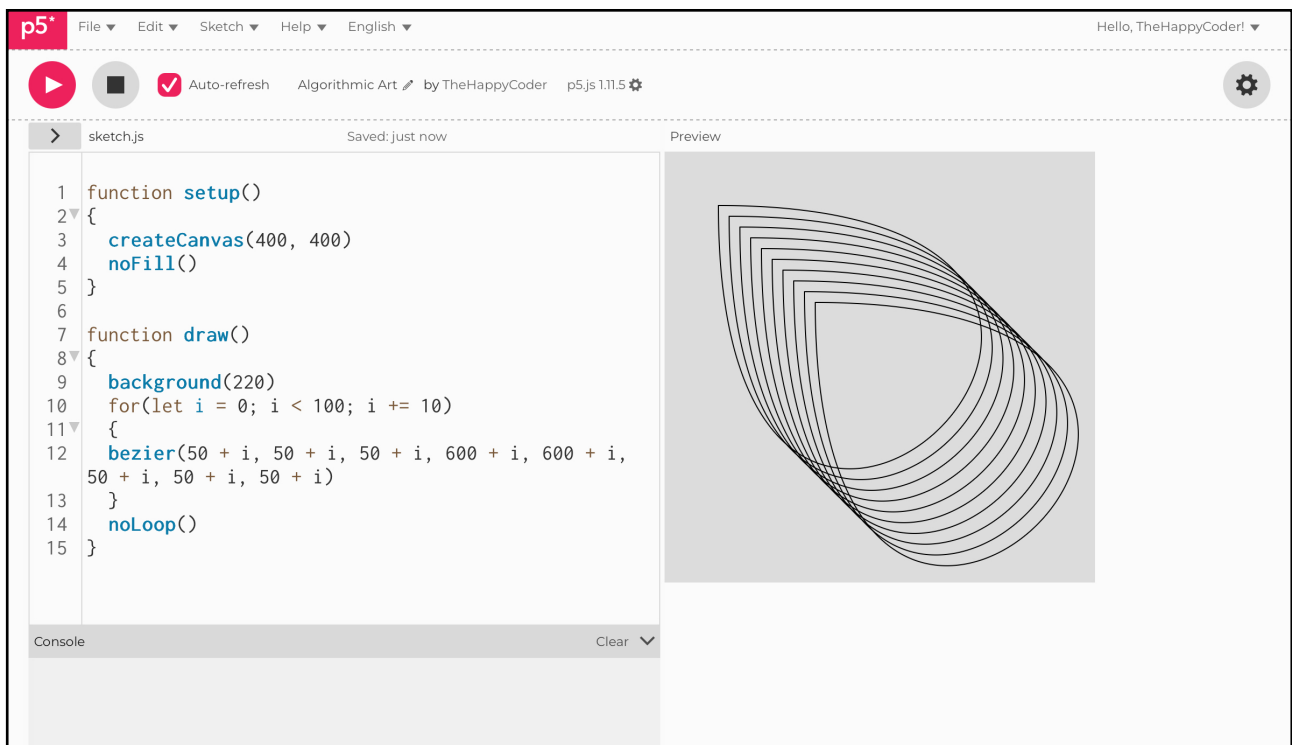 p5* File Edit Sketch Help English Hello, TheHappyCoder!
Auto-refresh Algorithmic Art by TheHappyCoder p5.js 1.11.5
sketch.js Saved: just now Preview
1 function setup()
2 {
3   createCanvas(400, 400)
4   noFill()
5 }
6
7 function draw()
8 {
9   background(220)
10   for(let i = 0; i < 100; i += 10)
11   {
12   bezier(50 + i, 50 + i, 50 + i, 600 + i, 600 + i,
50 + i, 50 + i, 50 + i)
13   }
14   noLoop()
15 }
Console Clear